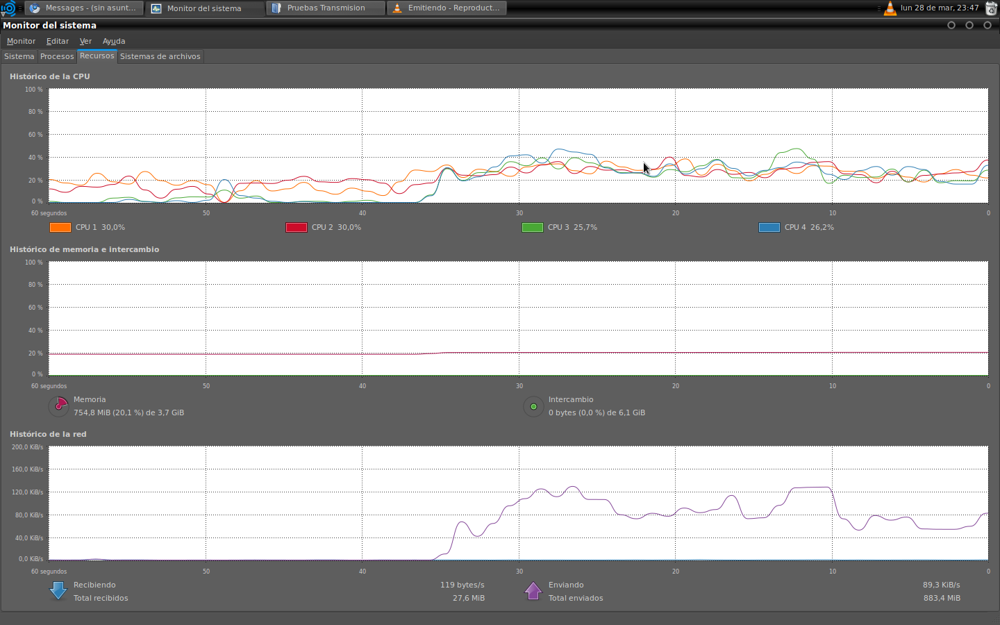 Messages - (sin asunt... Monitor del sistema Pruebas Transmision Emitiendo - Reproduct... lun 28 de mar, 23:47
Monitor del sistema
Monitor Editar Ver Ayuda
Sistema Procesos Recursos Sistemas de archivos
Histórico de la CPU
100 %
80 %
60 %
40 %
20 %
0 %
60 segundos 50 40 30 20 10 0
CPU 1 30,0% CPU 2 30,0% CPU 3 25,7% CPU 4 26,2%
Histórico de memoria e intercambio
100 %
80 %
60 %
40 %
20 %
0 %
60 segundos 50 40 30 20 10 0
Memoria Intercambio
754,8 MiB (20,1 %) de 3,7 GiB 0 bytes (0,0 %) de 6,1 GiB
Histórico de la red
200,0 KiB/s
160,0 KiB/s
120,0 KiB/s
80,0 KiB/s
40,0 KiB/s
0,0 KiB/s
60 segundos 50 40 30 20 10 0
Recibiendo 119 bytes/s Enviando 89,3 KiB/s
Total recibidos 27,6 MiB Total enviados 883,4 MiB